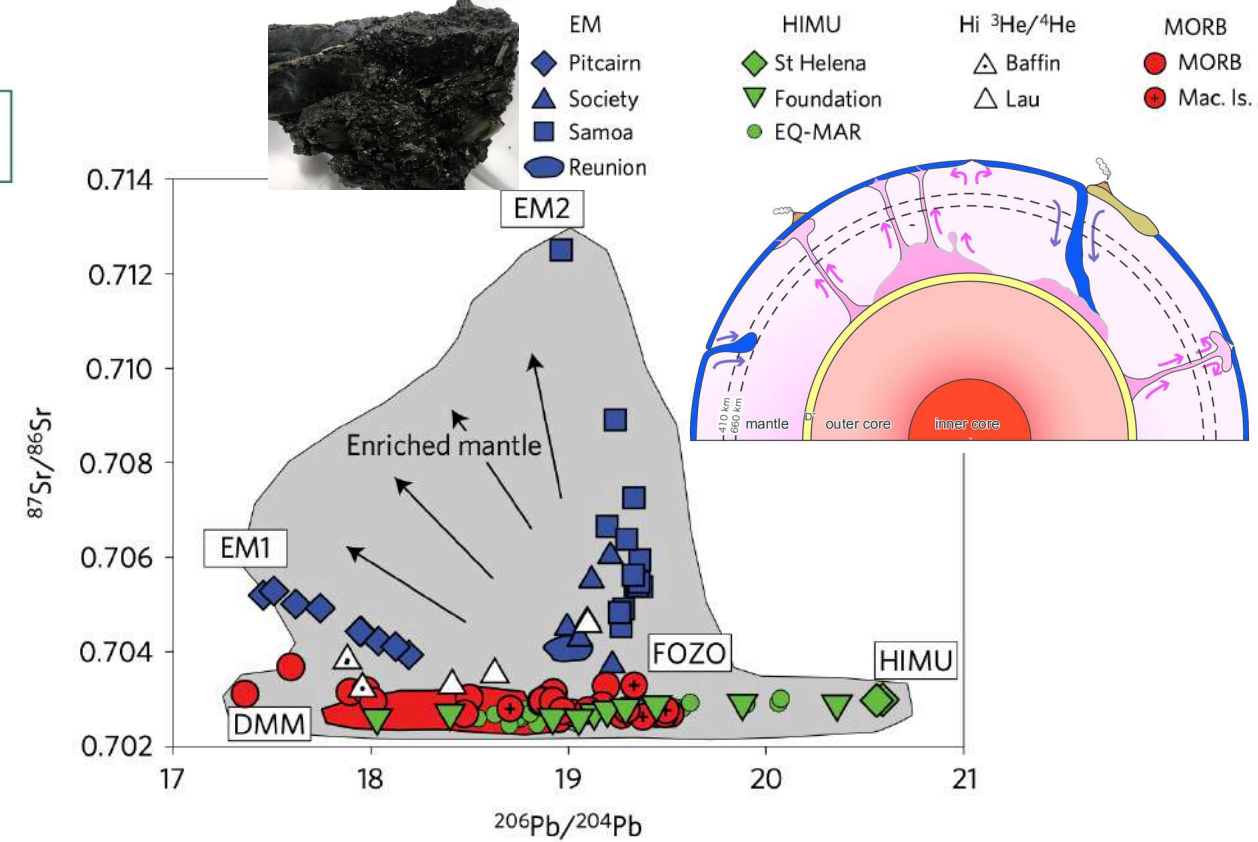 EM
Pitcairn
Society
Samoa
Reunion
HIMU
St Helena
Foundation
EQ-MAR
Hi ³He/⁴He
Baffin
Lau
MORB
MORB
Mac. Is.
0.714
0.712
0.710
0.708
0.706
0.704
0.702
⁸⁷Sr/⁸⁶Sr
EM2
Enriched mantle
EM1
FOZO
HIMU
DMM
410 km
660 km
mantle
D"
outer core
inner core
17
18
19
20
21
²⁰⁶Pb/²⁰⁴Pb